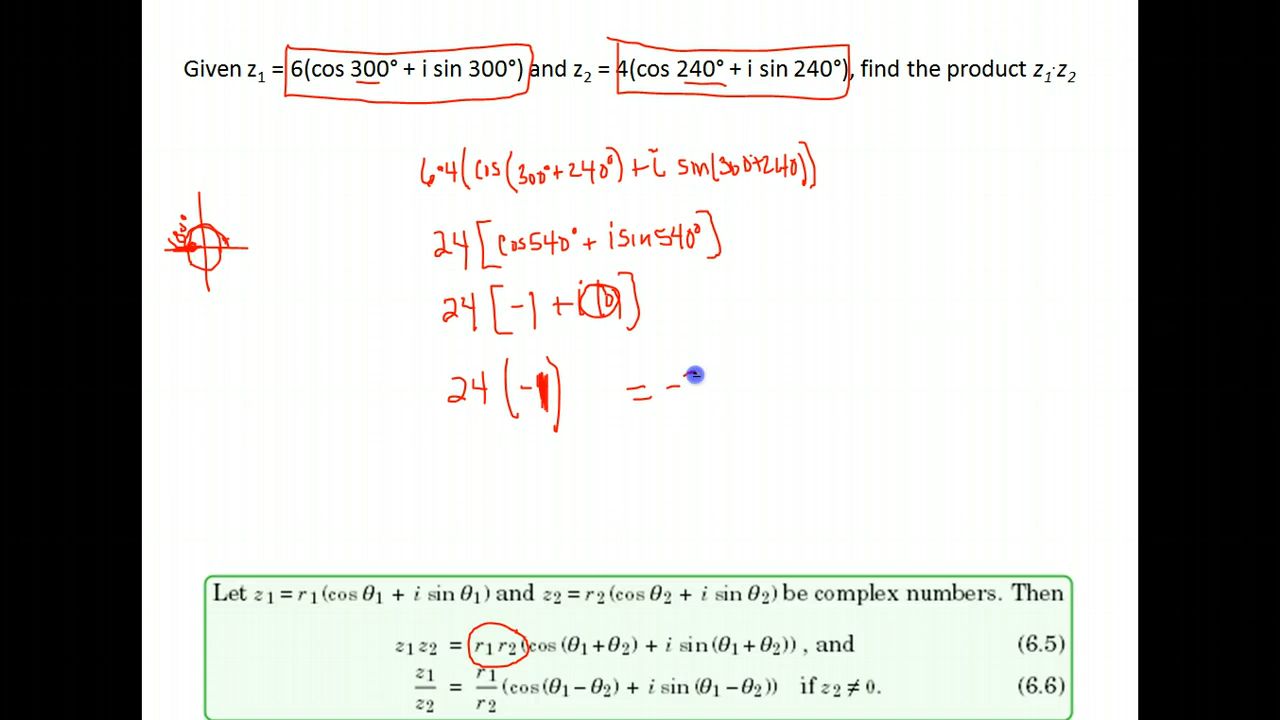 Given z1 = 6(cos 300° + i sin 300°) and z2 = 4(cos 240° + i sin 240°), find the product z1·z2
6·4(cos(300°+240°)+i sin(300+240))
180°
24[cos540°+ isin540°]
24[-1 +i(0)]
24(-1) = -2
Let z1 = r1(cos θ1 + i sin θ1) and z2 = r2(cos θ2 + i sin θ2) be complex numbers. Then
z1z2 = r1r2(cos (θ1+θ2) + i sin (θ1+θ2)) , and (6.5)
z1/z2 = r1/r2 (cos (θ1−θ2) + i sin (θ1−θ2)) if z2 ≠ 0. (6.6)